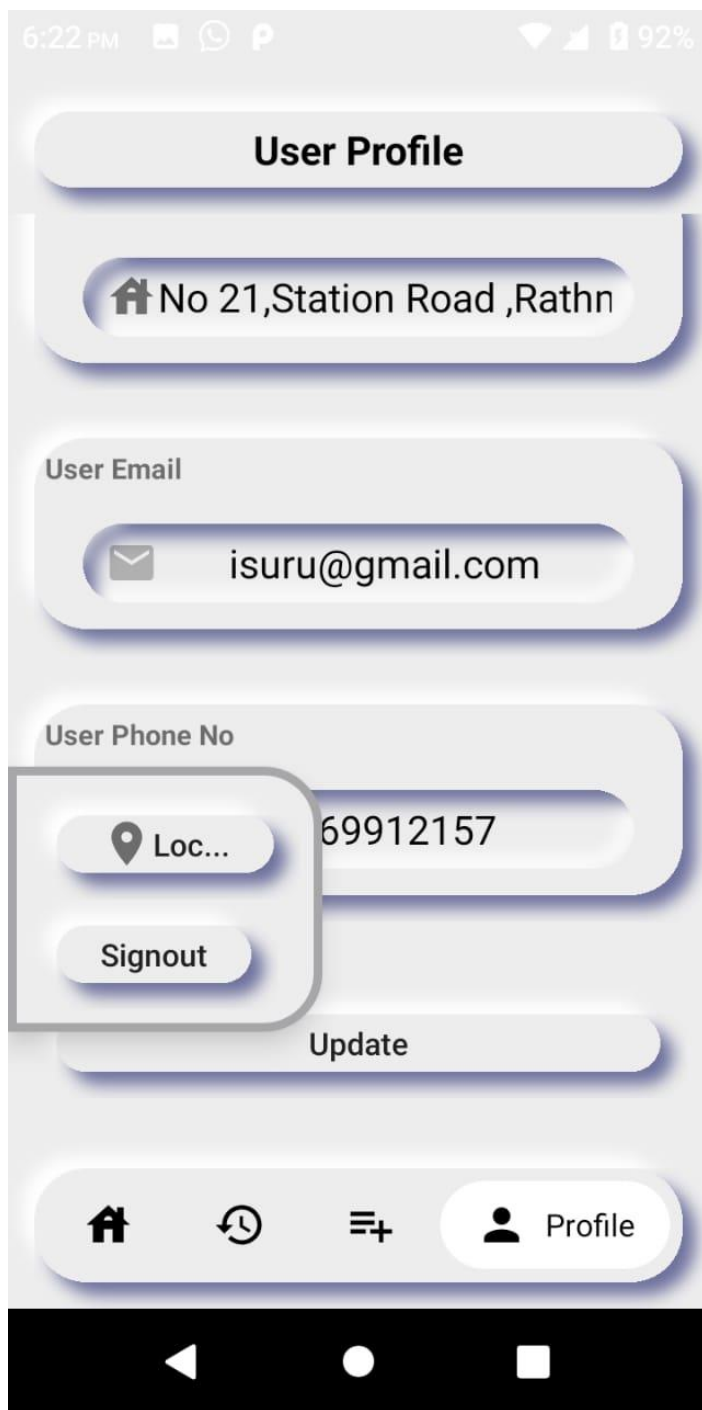 6:22 PM 92%
User Profile
No 21,Station Road ,Rathn
User Email
isuru@gmail.com
User Phone No
69912157
Loc...
Signout
Update
Profile